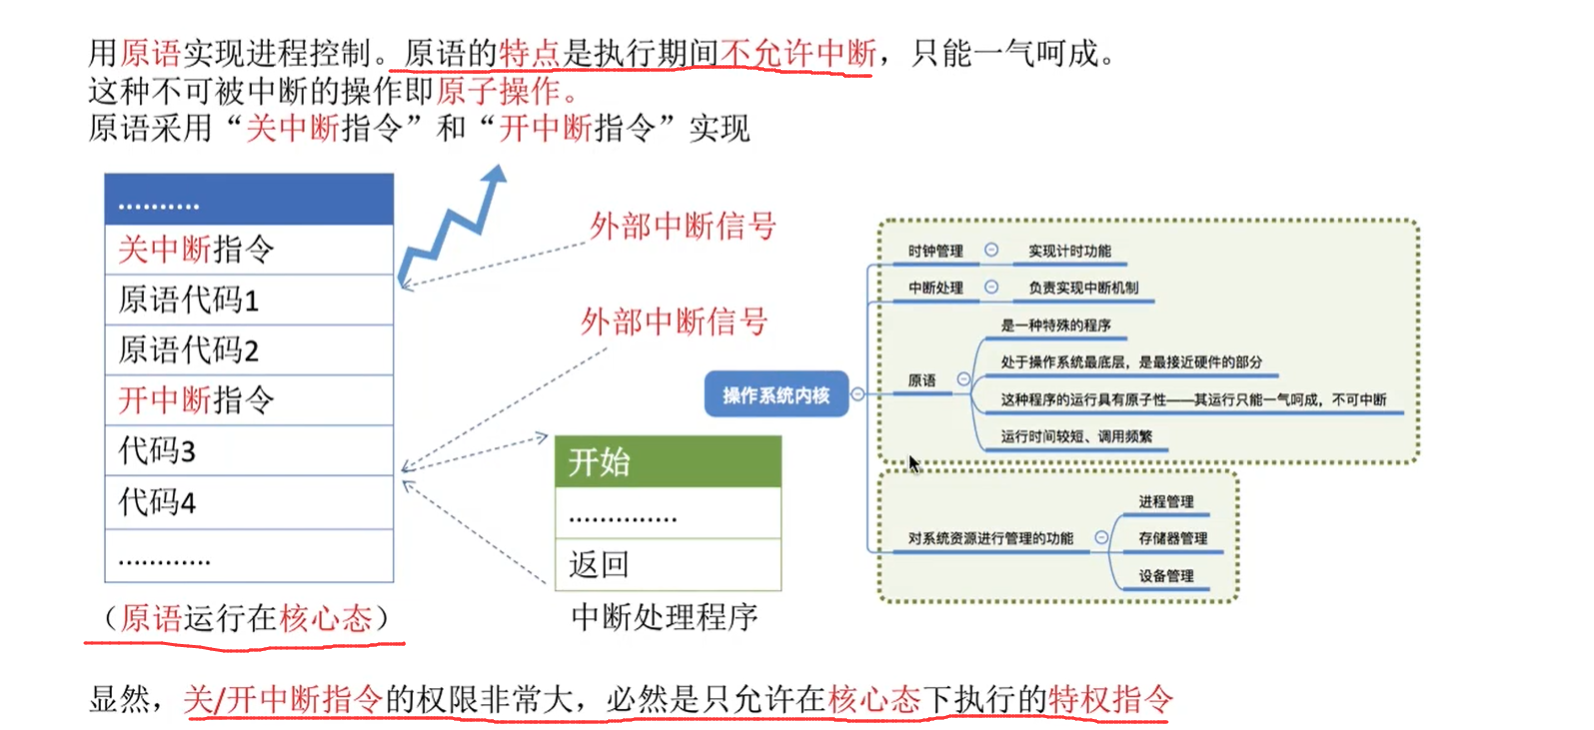 用原语实现进程控制。原语的特点是执行期间不允许中断，只能一气呵成。
这种不可被中断的操作即原子操作。
原语采用“关中断指令”和“开中断指令”实现
..........
关中断指令
原语代码1
原语代码2
开中断指令
代码3
代码4
............
（原语运行在核心态）
外部中断信号
外部中断信号
开始
..............
返回
中断处理程序
操作系统内核
时钟管理
实现计时功能
中断处理
负责实现中断机制
原语
是一种特殊的程序
处于操作系统最底层，是最接近硬件的部分
这种程序的运行具有原子性——其运行只能一气呵成，不可中断
运行时间较短、调用频繁
对系统资源进行管理的功能
进程管理
存储器管理
设备管理
显然，关/开中断指令的权限非常大，必然是只允许在核心态下执行的特权指令